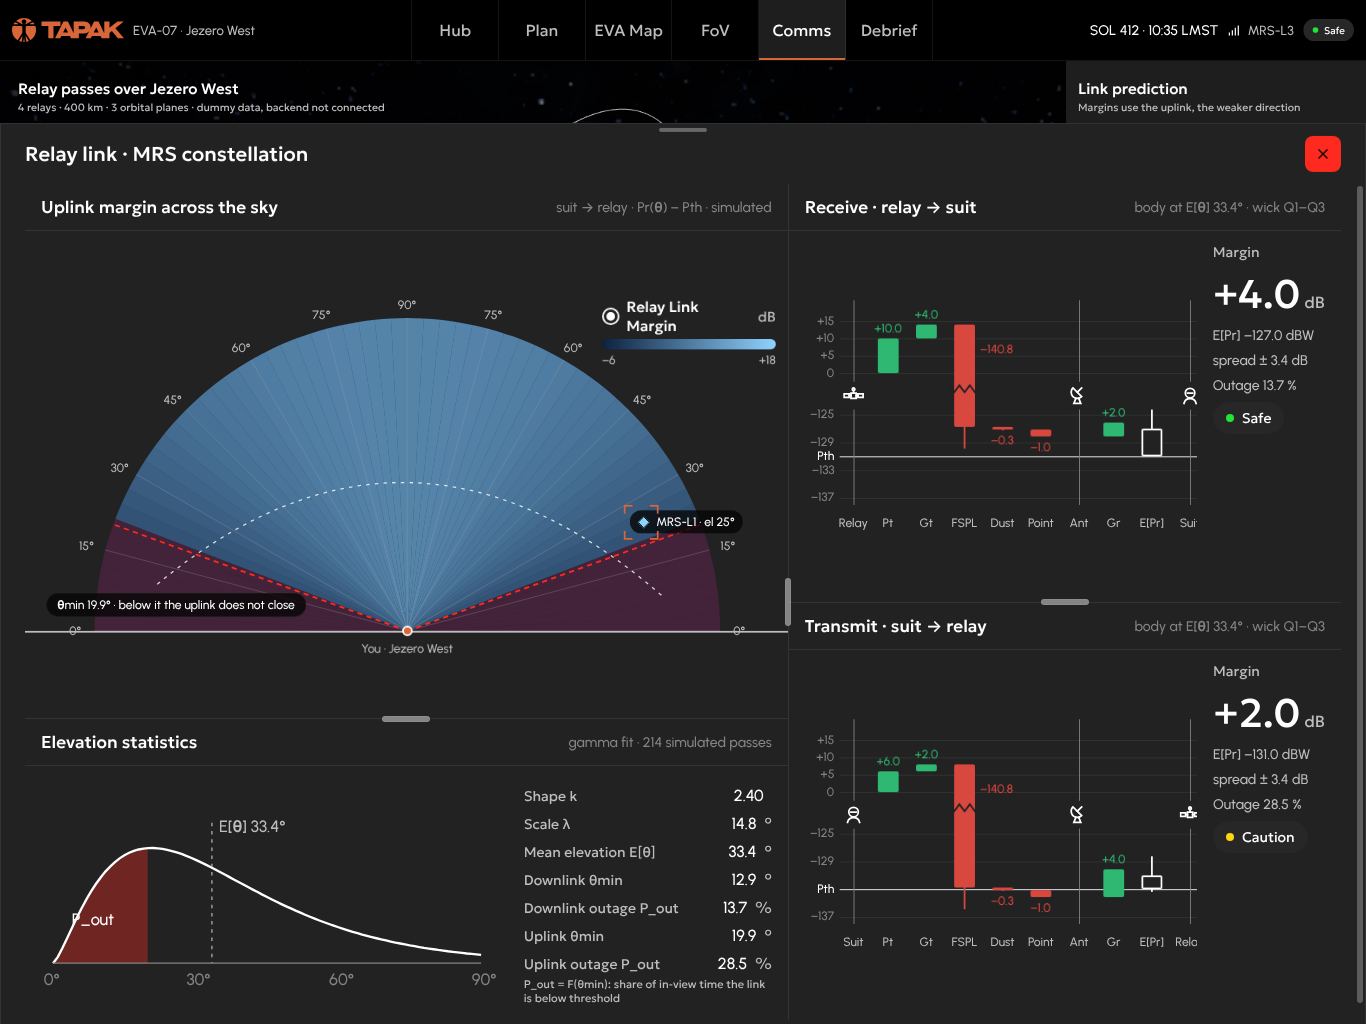 TAPAK
EVA-07 · Jezero West
Hub
Plan
EVA Map
FoV
Comms
Debrief
SOL 412 · 10:35 LMST
MRS-L3
Safe
Relay passes over Jezero West
4 relays · 400 km · 3 orbital planes · dummy data, backend not connected
Link prediction
Margins use the uplink, the weaker direction
Relay link · MRS constellation
Uplink margin across the sky
suit → relay · Pr(θ) − Pth · simulated
Relay Link
Margin
dB
−6
+18
90°
75°
75°
60°
60°
45°
45°
30°
30°
15°
15°
0°
0°
MRS-L1 · el 25°
θmin 19.9° · below it the uplink does not close
You · Jezero West
Elevation statistics
gamma fit · 214 simulated passes
E[θ] 33.4°
P_out
0°
30°
60°
90°
Shape k 2.40
Scale λ 14.8 °
Mean elevation E[θ] 33.4 °
Downlink θmin 12.9 °
Downlink outage P_out 13.7 %
Uplink θmin 19.9 °
Uplink outage P_out 28.5 %
P_out = F(θmin): share of in-view time the link
is below threshold
Receive · relay → suit
body at E[θ] 33.4° · wick Q1–Q3
+15
+10
+5
0
−125
−129
Pth
−133
−137
+10.0
+4.0
−140.8
−0.3
−1.0
+2.0
Relay
Pt
Gt
FSPL
Dust
Point
Ant
Gr
E[Pr]
Sui
Margin
+4.0 dB
E[Pr] −127.0 dBW
spread ± 3.4 dB
Outage 13.7 %
Safe
Transmit · suit → relay
body at E[θ] 33.4° · wick Q1–Q3
+15
+10
+5
0
−125
−129
Pth
−137
+6.0
+2.0
−140.8
−0.3
−1.0
+4.0
Suit
Pt
Gt
FSPL
Dust
Point
Ant
Gr
E[Pr]
Rela
Margin
+2.0 dB
E[Pr] −131.0 dBW
spread ± 3.4 dB
Outage 28.5 %
Caution